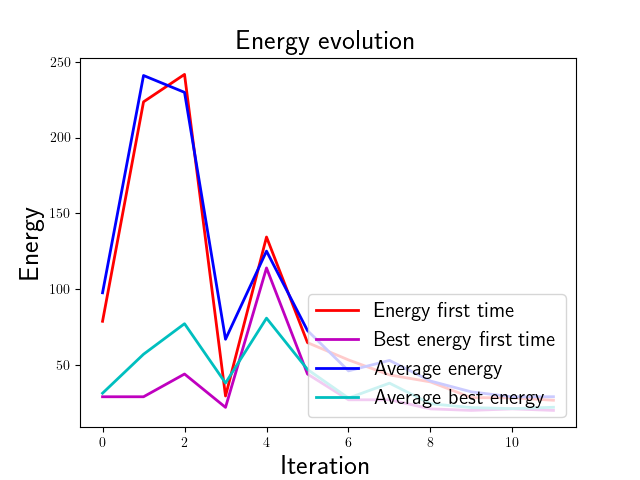 Energy evolution
250
200
150
100
50
Energy
Energy first time
Best energy first time
Average energy
Average best energy
0
2
4
6
8
10
Iteration